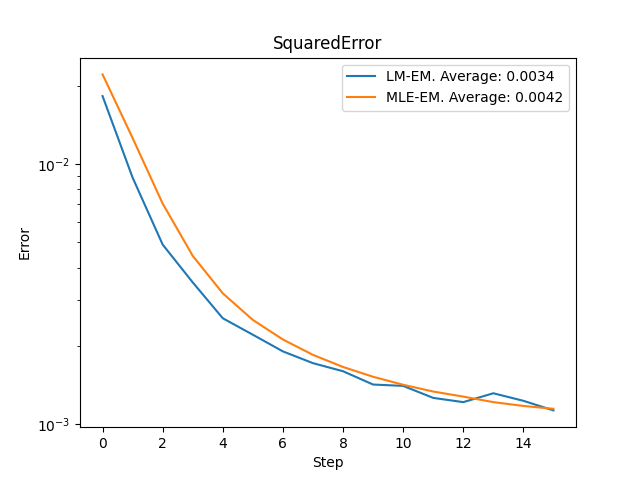 SquaredError
LM-EM. Average: 0.0034
MLE-EM. Average: 0.0042
Error
10⁻²
10⁻³
0 2 4 6 8 10 12 14
Step